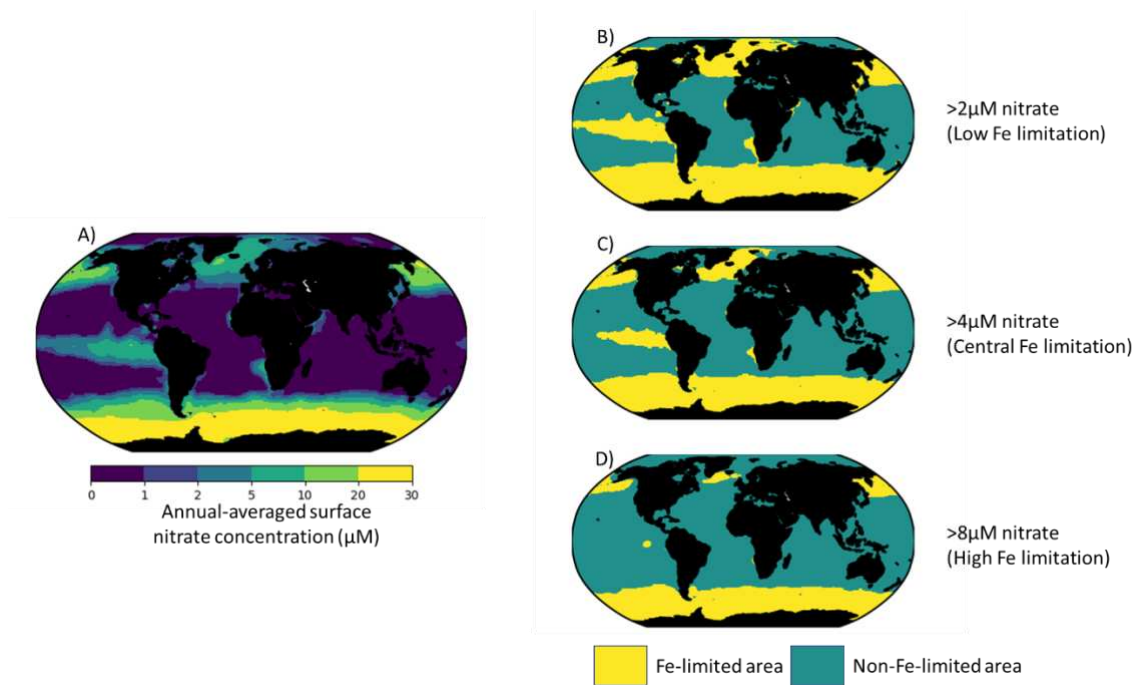 A)
0 1 2 5 10 20 30
Annual-averaged surface
nitrate concentration (µM)
B)
>2µM nitrate
(Low Fe limitation)
C)
>4µM nitrate
(Central Fe limitation)
D)
>8µM nitrate
(High Fe limitation)
Fe-limited area
Non-Fe-limited area